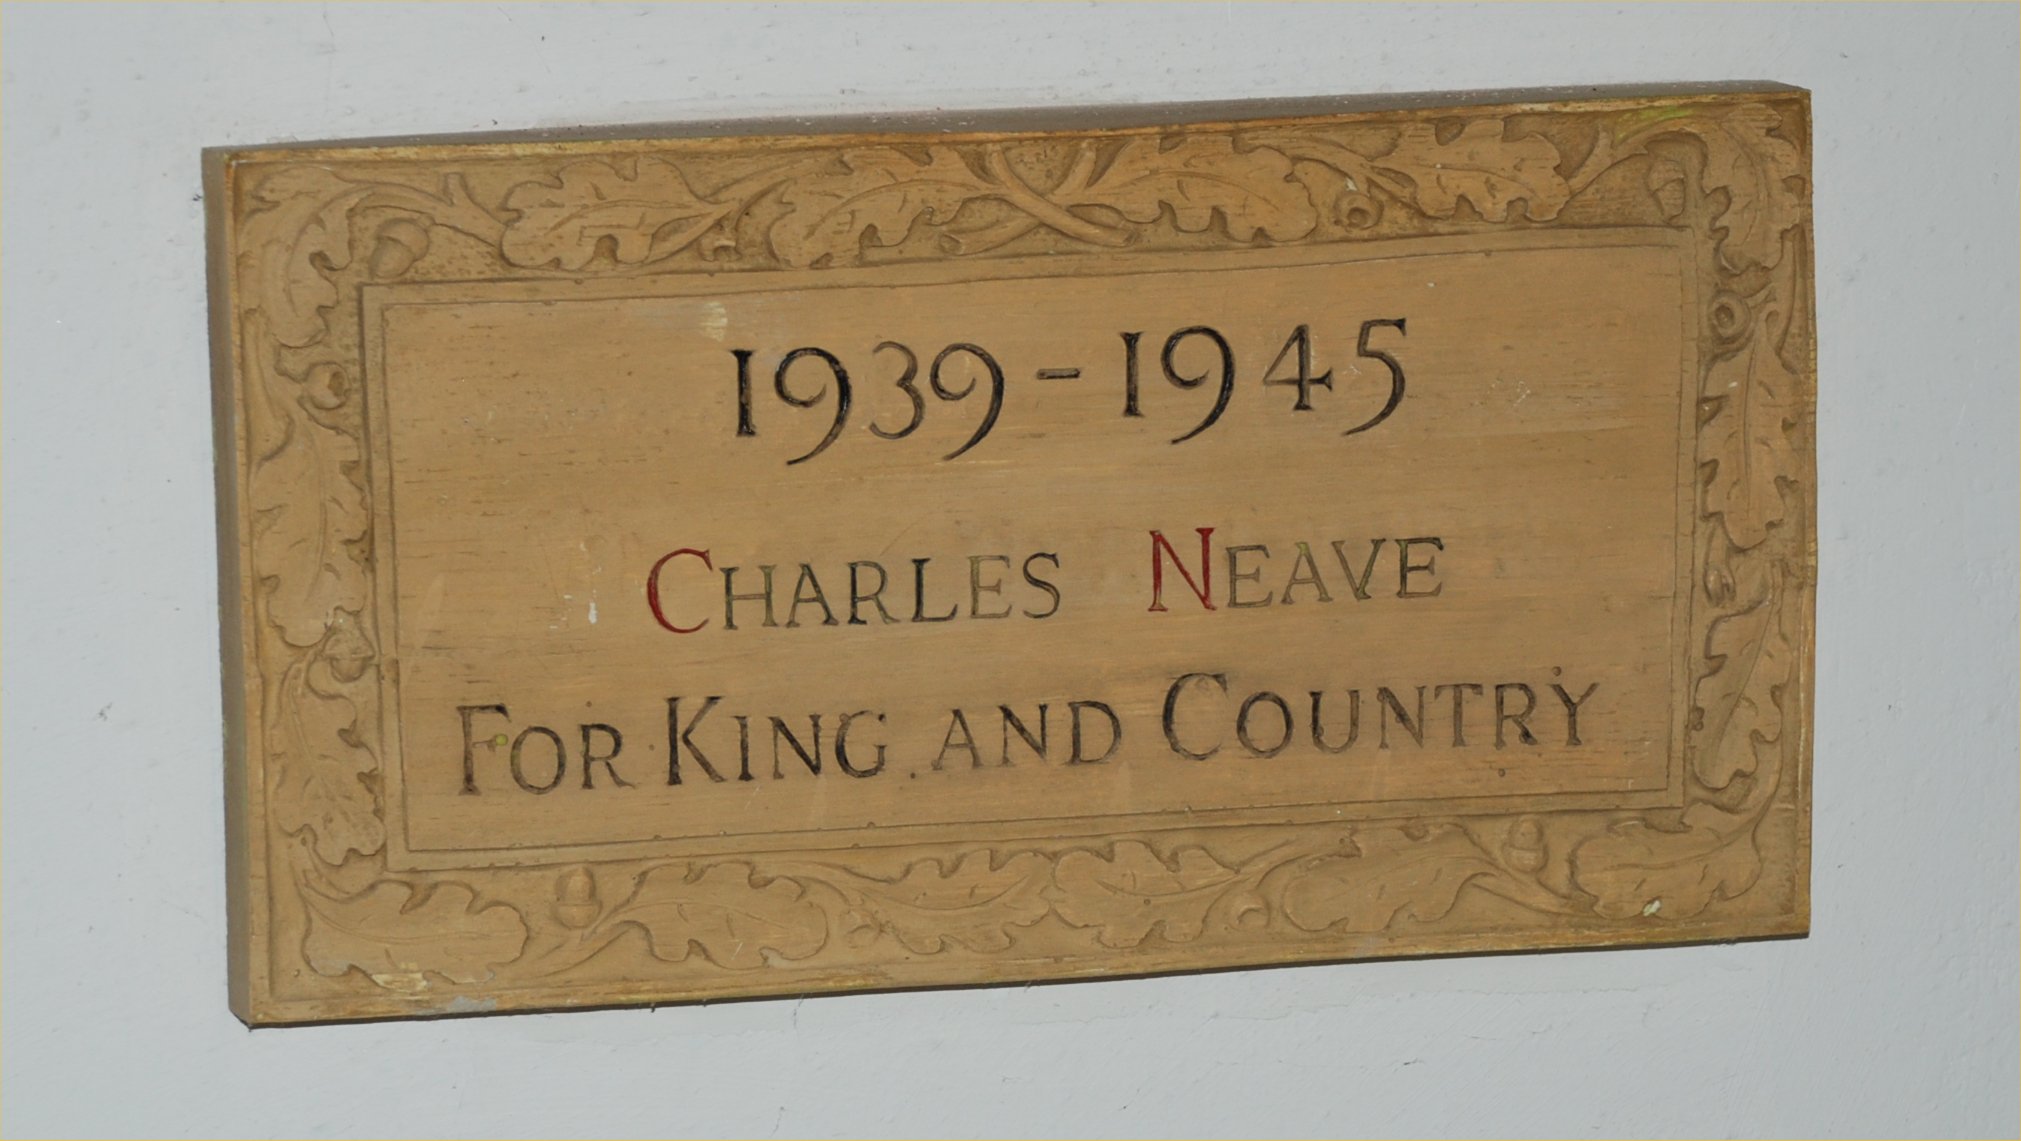 1939-1945
CHARLES NEAVE
FOR KING AND COUNTRY